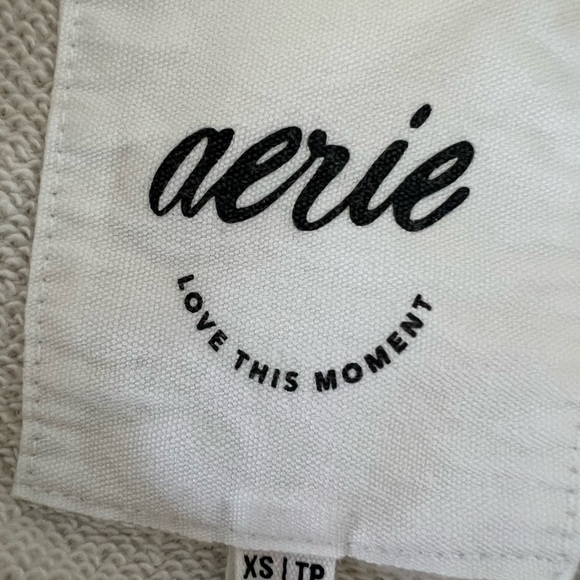 aerie
LOVE THIS MOMENT
XS | TP